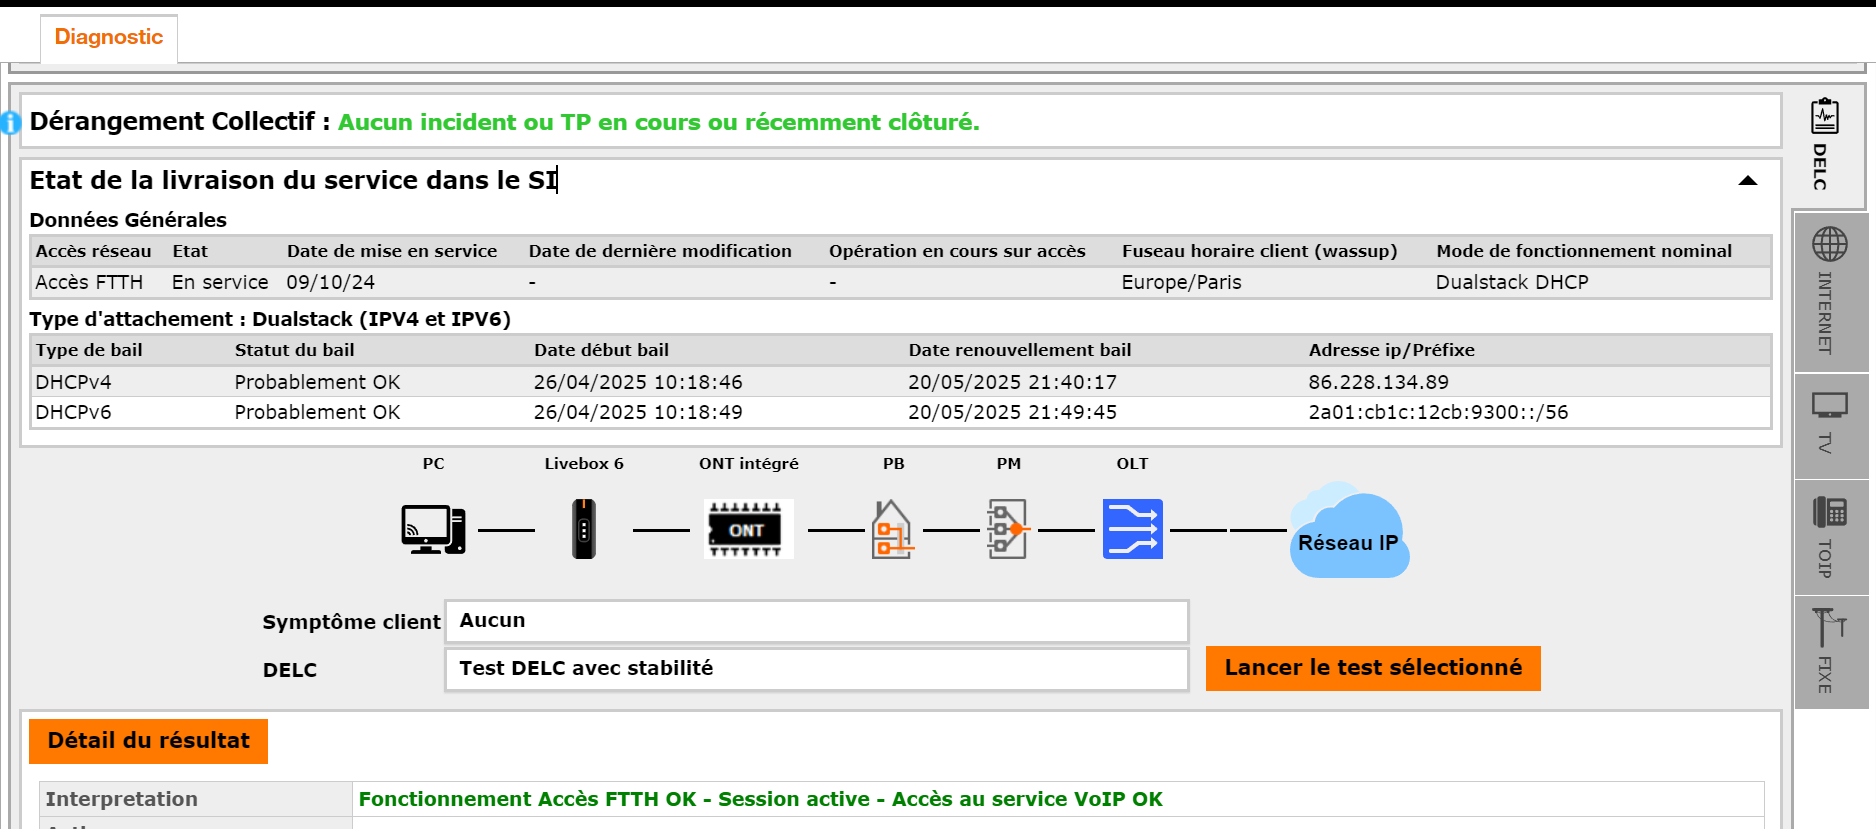 Diagnostic
Dérangement Collectif : Aucun incident ou TP en cours ou récemment clôturé.
Etat de la livraison du service dans le SI
Données Générales
Accès réseau Etat Date de mise en service Date de dernière modification Opération en cours sur accès Fuseau horaire client (wassup) Mode de fonctionnement nominal
Accès FTTH En service 09/10/24 - - Europe/Paris Dualstack DHCP
Type d'attachement : Dualstack (IPV4 et IPV6)
Type de bail Statut du bail Date début bail Date renouvellement bail Adresse ip/Préfixe
DHCPv4 Probablement OK 26/04/2025 10:18:46 20/05/2025 21:40:17 86.228.134.89
DHCPv6 Probablement OK 26/04/2025 10:18:49 20/05/2025 21:49:45 2a01:cb1c:12cb:9300::/56
PC Livebox 6 ONT intégré PB PM OLT
ONT
Réseau IP
Symptôme client Aucun
DELC Test DELC avec stabilité Lancer le test sélectionné
Détail du résultat
Interpretation Fonctionnement Accès FTTH OK - Session active - Accès au service VoIP OK
DELC
INTERNET
TV
TOIP
FIXE